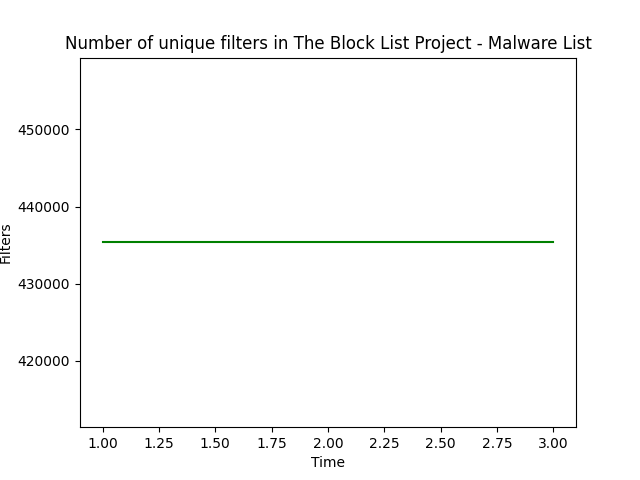 Number of unique filters in The Block List Project - Malware List
450000
440000
430000
420000
Filters
1.00 1.25 1.50 1.75 2.00 2.25 2.50 2.75 3.00
Time